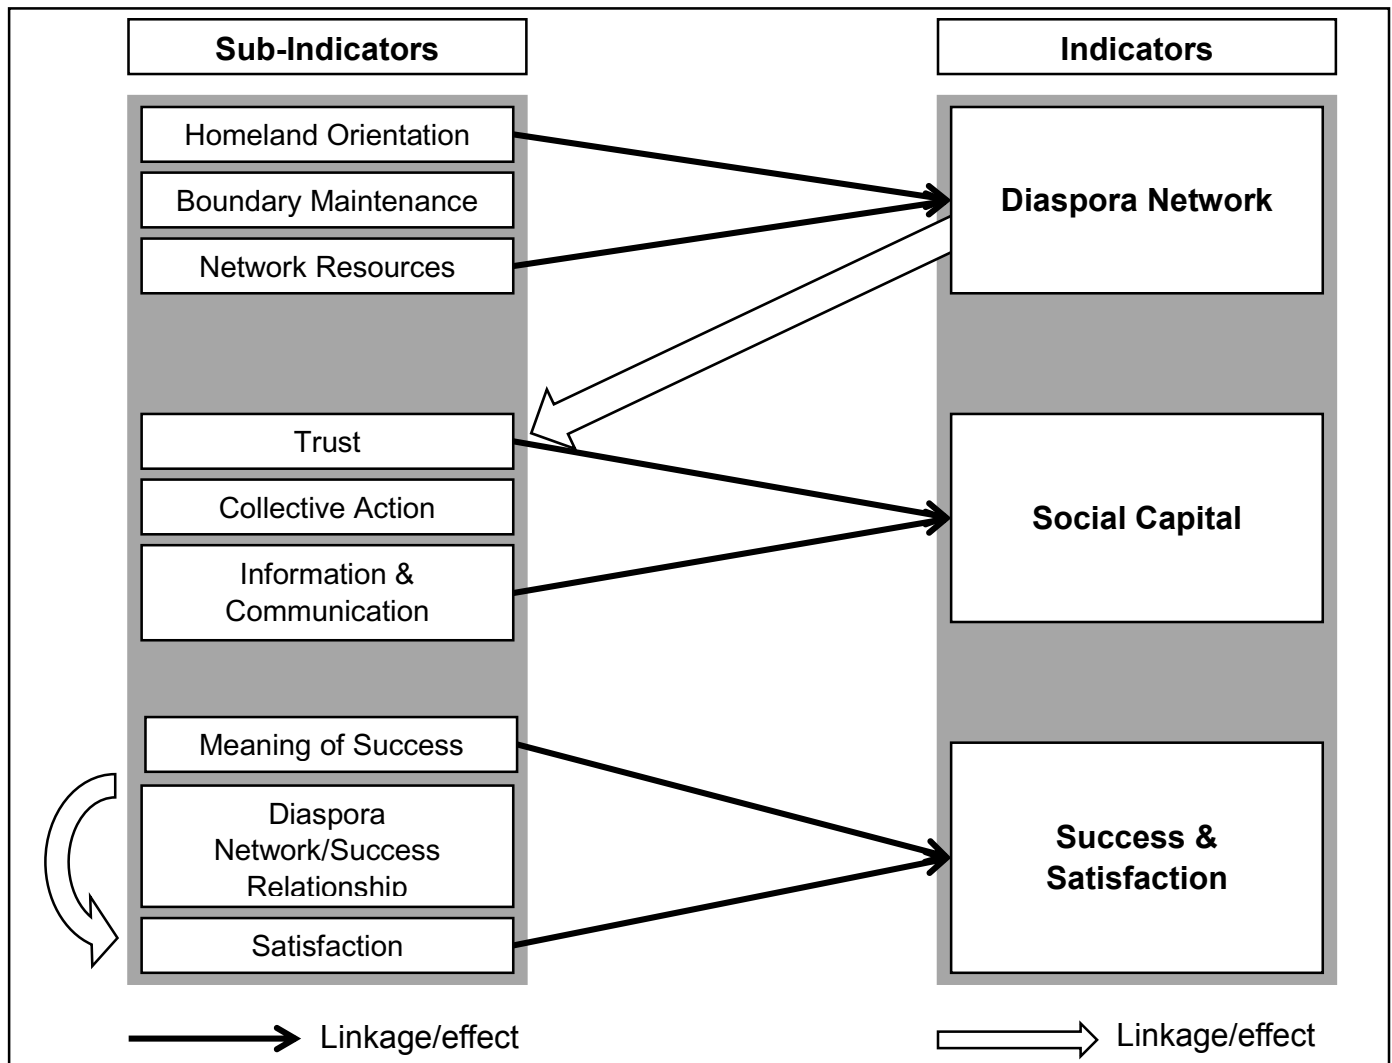 Sub-Indicators
Indicators
Homeland Orientation
Boundary Maintenance
Network Resources
Diaspora Network
Trust
Collective Action
Information &
Communication
Social Capital
Meaning of Success
Diaspora
Network/Success
Relationship
Satisfaction
Success &
Satisfaction
Linkage/effect
Linkage/effect